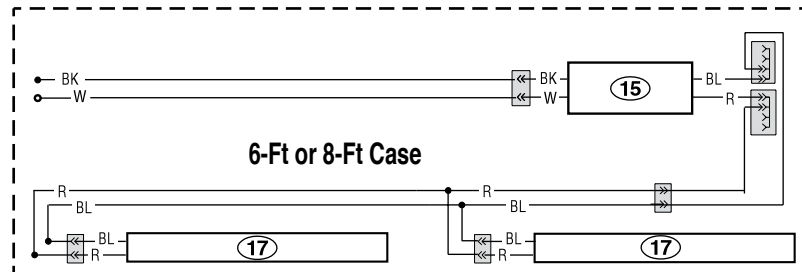 BK BK 15 BL
W W R
6-Ft or 8-Ft Case
R R
BL BL
BL 17 BL 17
R R